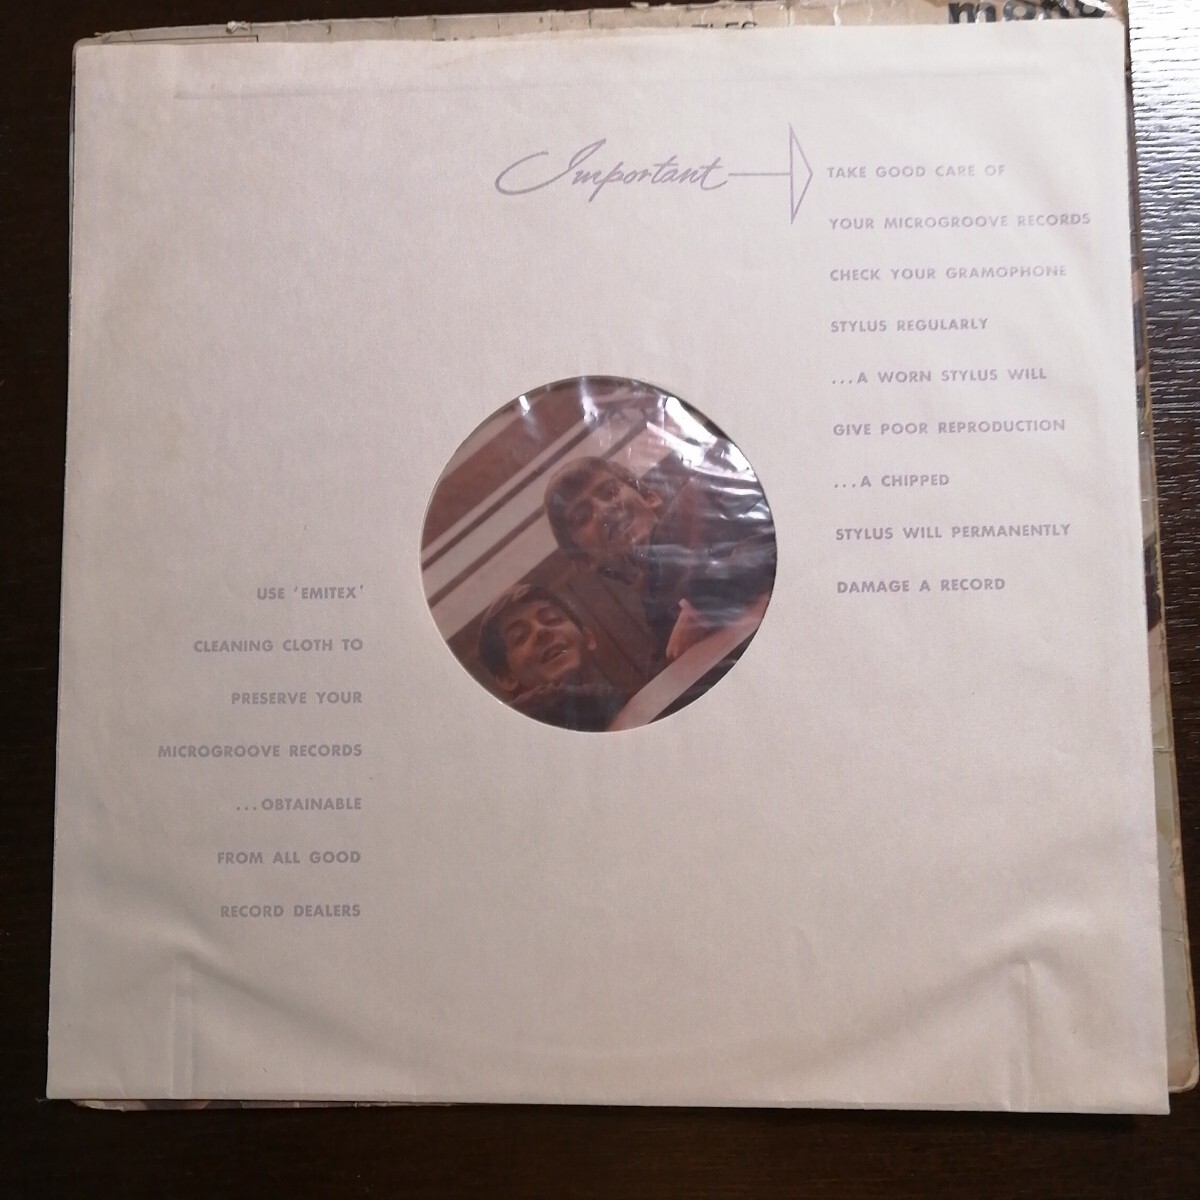 mono
Important
TAKE GOOD CARE OF
YOUR MICROGROOVE RECORDS
CHECK YOUR GRAMOPHONE
STYLUS REGULARLY
...A WORN STYLUS WILL
GIVE POOR REPRODUCTION
...A CHIPPED
STYLUS WILL PERMANENTLY
DAMAGE A RECORD
USE 'EMITEX'
CLEANING CLOTH TO
PRESERVE YOUR
MICROGROOVE RECORDS
...OBTAINABLE
FROM ALL GOOD
RECORD DEALERS